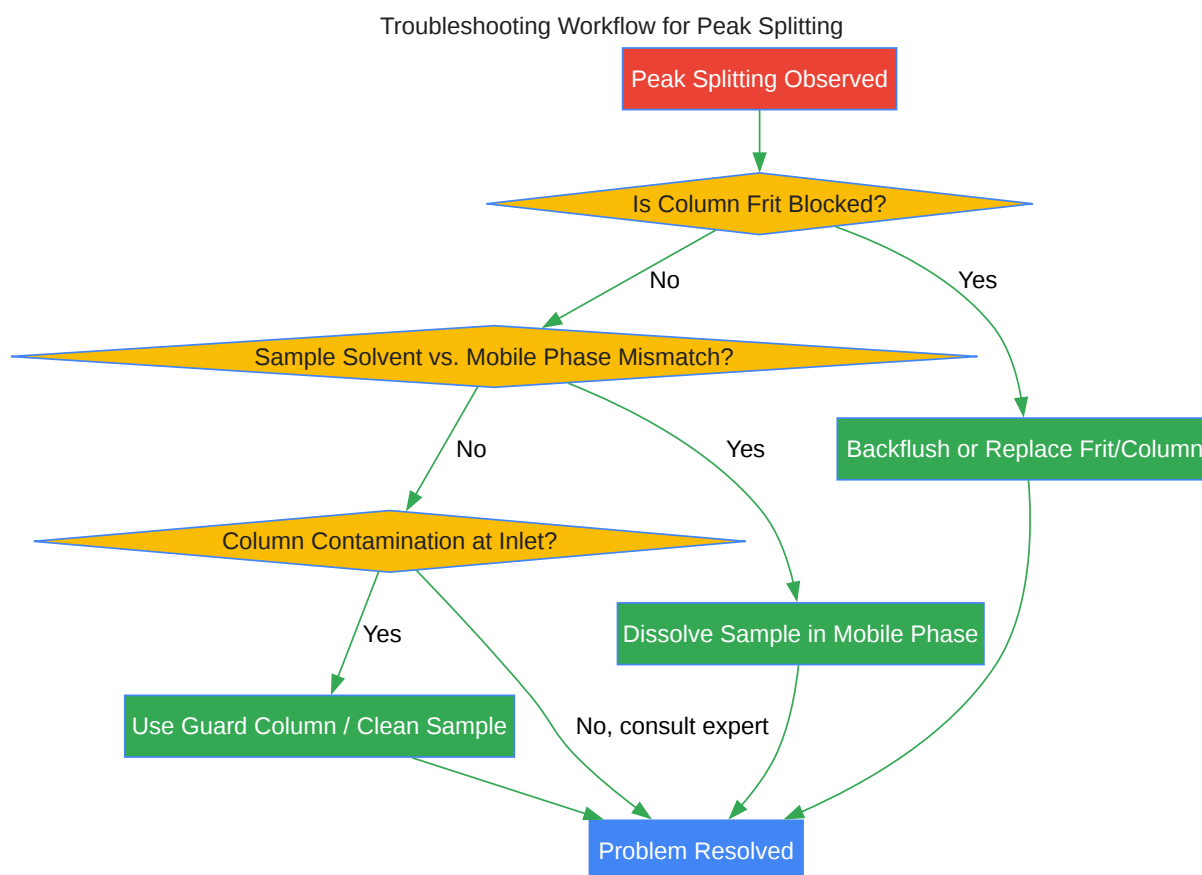 Troubleshooting Workflow for Peak Splitting
Peak Splitting Observed
Is Column Frit Blocked?
No
Yes
Sample Solvent vs. Mobile Phase Mismatch?
No
Yes
Backflush or Replace Frit/Column
Column Contamination at Inlet?
Yes
Dissolve Sample in Mobile Phase
Use Guard Column / Clean Sample
No, consult expert
Problem Resolved